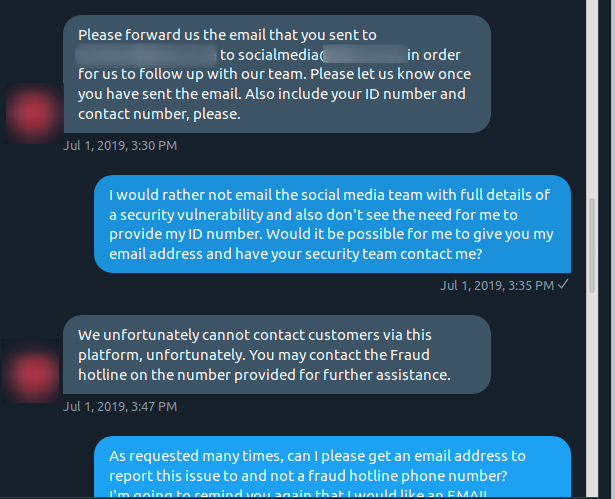 Please forward us the email that you sent to
to socialmedia@ in order
for us to follow up with our team. Please let us know once
you have sent the email. Also include your ID number and
contact number, please.
Jul 1, 2019, 3:30 PM
I would rather not email the social media team with full details of
a security vulnerability and also don't see the need for me to
provide my ID number. Would it be possible for me to give you my
email address and have your security team contact me?
Jul 1, 2019, 3:35 PM
We unfortunately cannot contact customers via this
platform, unfortunately. You may contact the Fraud
hotline on the number provided for further assistance.
Jul 1, 2019, 3:47 PM
As requested many times, can I please get an email address to
report this issue to and not a fraud hotline phone number?
I'm going to remind you again that I would like an EMAIL